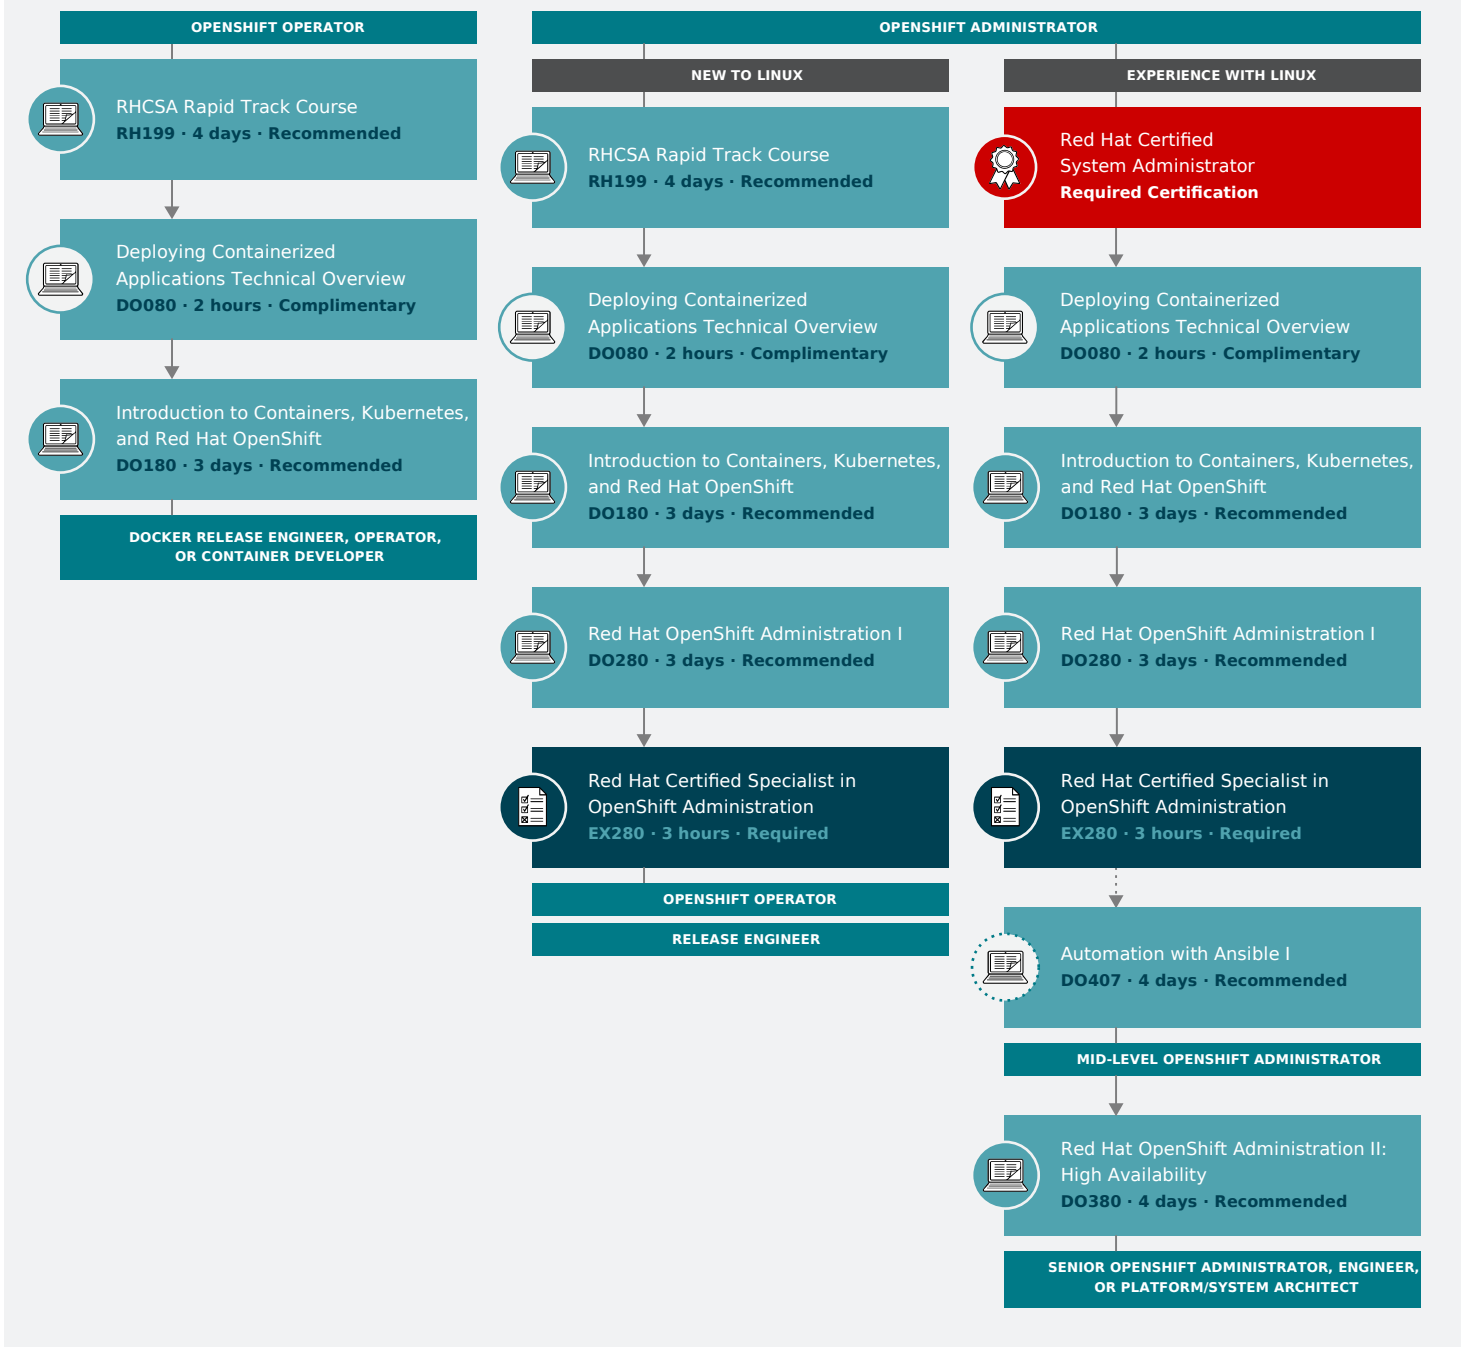 OPENSHIFT OPERATOR
RHCSA Rapid Track Course
RH199 · 4 days · Recommended
Deploying Containerized
Applications Technical Overview
DO080 · 2 hours · Complimentary
Introduction to Containers, Kubernetes,
and Red Hat OpenShift
DO180 · 3 days · Recommended
DOCKER RELEASE ENGINEER, OPERATOR,
OR CONTAINER DEVELOPER
OPENSHIFT ADMINISTRATOR
NEW TO LINUX
RHCSA Rapid Track Course
RH199 · 4 days · Recommended
Deploying Containerized
Applications Technical Overview
DO080 · 2 hours · Complimentary
Introduction to Containers, Kubernetes,
and Red Hat OpenShift
DO180 · 3 days · Recommended
Red Hat OpenShift Administration I
DO280 · 3 days · Recommended
Red Hat Certified Specialist in
OpenShift Administration
EX280 · 3 hours · Required
OPENSHIFT OPERATOR
RELEASE ENGINEER
EXPERIENCE WITH LINUX
Red Hat Certified
System Administrator
Required Certification
Deploying Containerized
Applications Technical Overview
DO080 · 2 hours · Complimentary
Introduction to Containers, Kubernetes,
and Red Hat OpenShift
DO180 · 3 days · Recommended
Red Hat OpenShift Administration I
DO280 · 3 days · Recommended
Red Hat Certified Specialist in
OpenShift Administration
EX280 · 3 hours · Required
Automation with Ansible I
DO407 · 4 days · Recommended
MID-LEVEL OPENSHIFT ADMINISTRATOR
Red Hat OpenShift Administration II:
High Availability
DO380 · 4 days · Recommended
SENIOR OPENSHIFT ADMINISTRATOR, ENGINEER,
OR PLATFORM/SYSTEM ARCHITECT